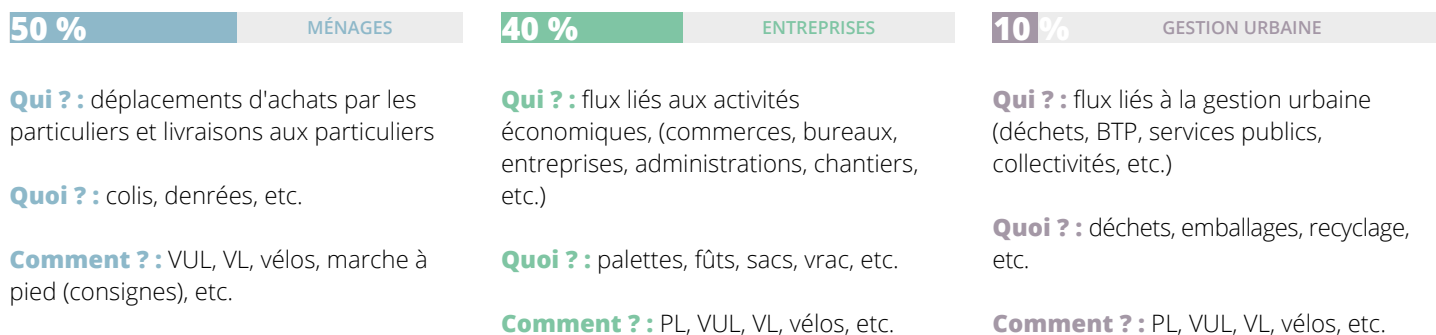 50 % MÉNAGES
Qui ? : déplacements d'achats par les
particuliers et livraisons aux particuliers
Quoi ? : colis, denrées, etc.
Comment ? : VUL, VL, vélos, marche à
pied (consignes), etc.
40 % ENTREPRISES
Qui ? : flux liés aux activités
économiques, (commerces, bureaux,
entreprises, administrations, chantiers,
etc.)
Quoi ? : palettes, fûts, sacs, vrac, etc.
Comment ? : PL, VUL, VL, vélos, etc.
10 % GESTION URBAINE
Qui ? : flux liés à la gestion urbaine
(déchets, BTP, services publics,
collectivités, etc.)
Quoi ? : déchets, emballages, recyclage,
etc.
Comment ? : PL, VUL, VL, vélos, etc.